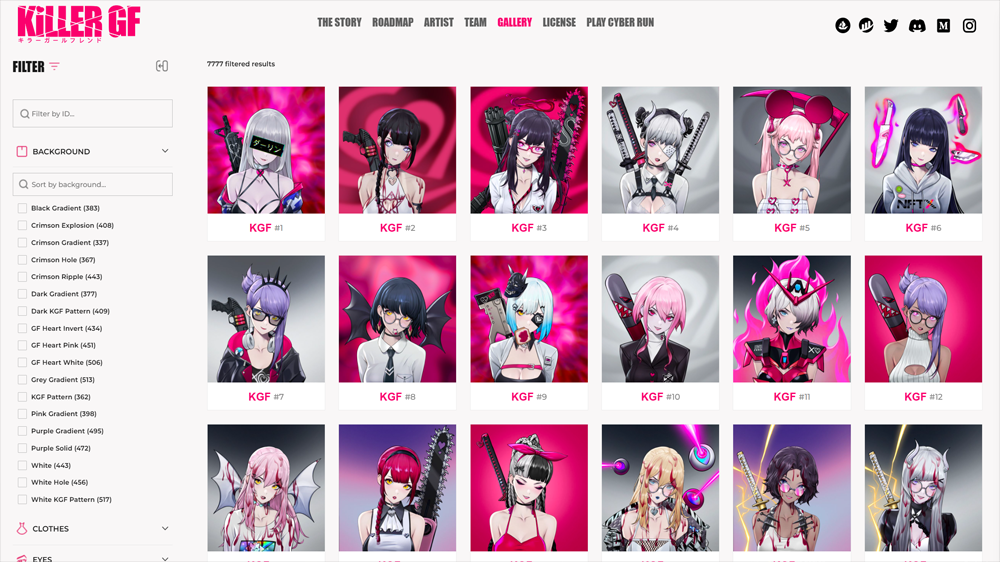 KiLLER GF
キラーガールフレンド
THE STORY ROADMAP ARTIST TEAM GALLERY LICENSE PLAY CYBER RUN
FILTER
7777 filtered results
Filter by ID...
BACKGROUND
Sort by background...
Black Gradient (383)
Crimson Explosion (408)
Crimson Gradient (337)
Crimson Hole (367)
Crimson Ripple (443)
Dark Gradient (377)
Dark KGF Pattern (409)
GF Heart Invert (434)
GF Heart Pink (451)
GF Heart White (506)
Grey Gradient (513)
KGF Pattern (362)
Pink Gradient (398)
Purple Gradient (495)
Purple Solid (472)
White (443)
White Hole (456)
White KGF Pattern (517)
CLOTHES
EYES
ダーリン
NFTX
KGF #1
KGF #2
KGF #3
KGF #4
KGF #5
KGF #6
KGF #7
KGF #8
KGF #9
KGF #10
KGF #11
KGF #12